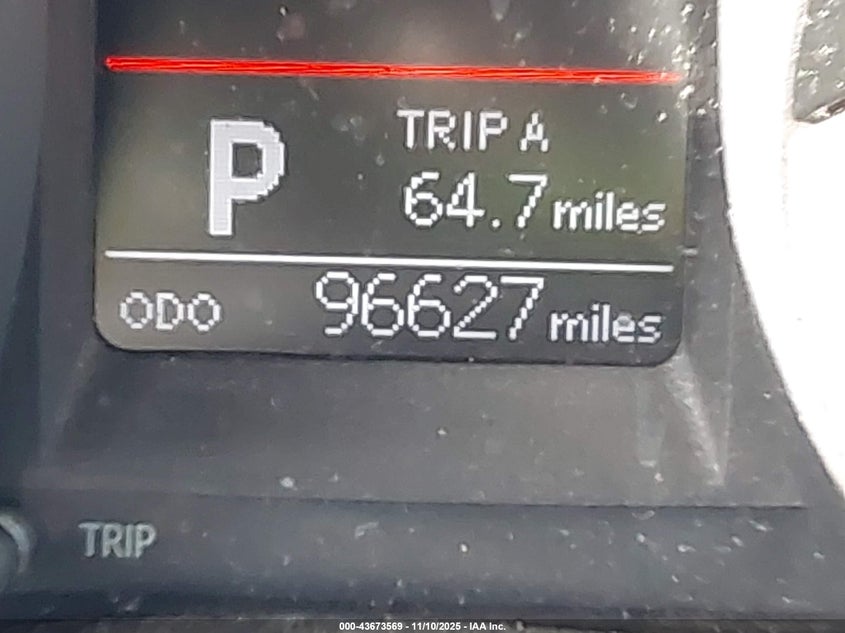 P
TRIP A
64.7 miles
ODO 96627 miles
TRIP
000-43673569 - 11/10/2025 - IAA Inc.